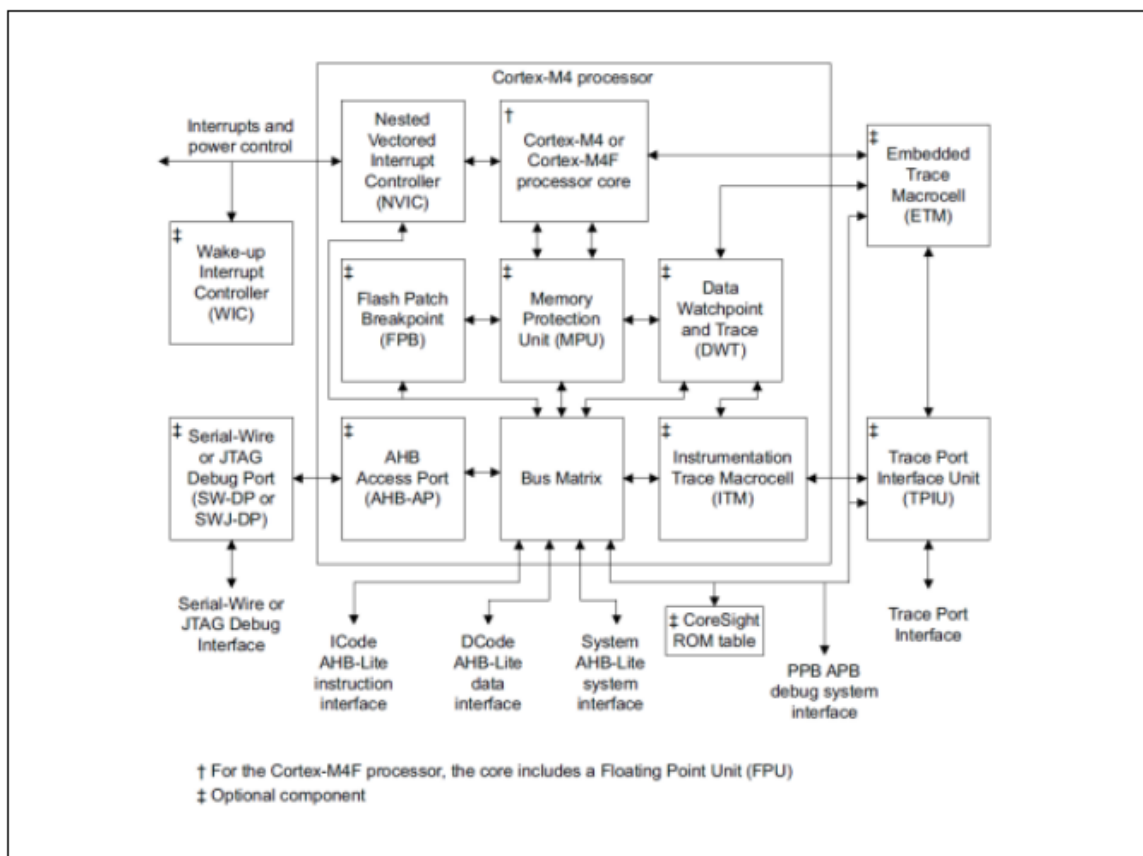 Cortex-M4 processor
Interrupts and
power control
Nested
Vectored
Interrupt
Controller
(NVIC)
†
Cortex-M4 or
Cortex-M4F
processor core
‡
Embedded
Trace
Macrocell
(ETM)
‡
Wake-up
Interrupt
Controller
(WIC)
‡
Flash Patch
Breakpoint
(FPB)
‡
Memory
Protection
Unit (MPU)
‡
Data
Watchpoint
and Trace
(DWT)
‡
Serial-Wire
or JTAG
Debug Port
(SW-DP or
SWJ-DP)
‡
AHB
Access Port
(AHB-AP)
Bus Matrix
‡
Instrumentation
Trace Macrocell
(ITM)
‡
Trace Port
Interface Unit
(TPIU)
Serial-Wire or
JTAG Debug
Interface
ICode
AHB-Lite
instruction
interface
DCode
AHB-Lite
data
interface
System
AHB-Lite
system
interface
‡ CoreSight
ROM table
PPB APB
debug system
interface
Trace Port
Interface
† For the Cortex-M4F processor, the core includes a Floating Point Unit (FPU)
‡ Optional component